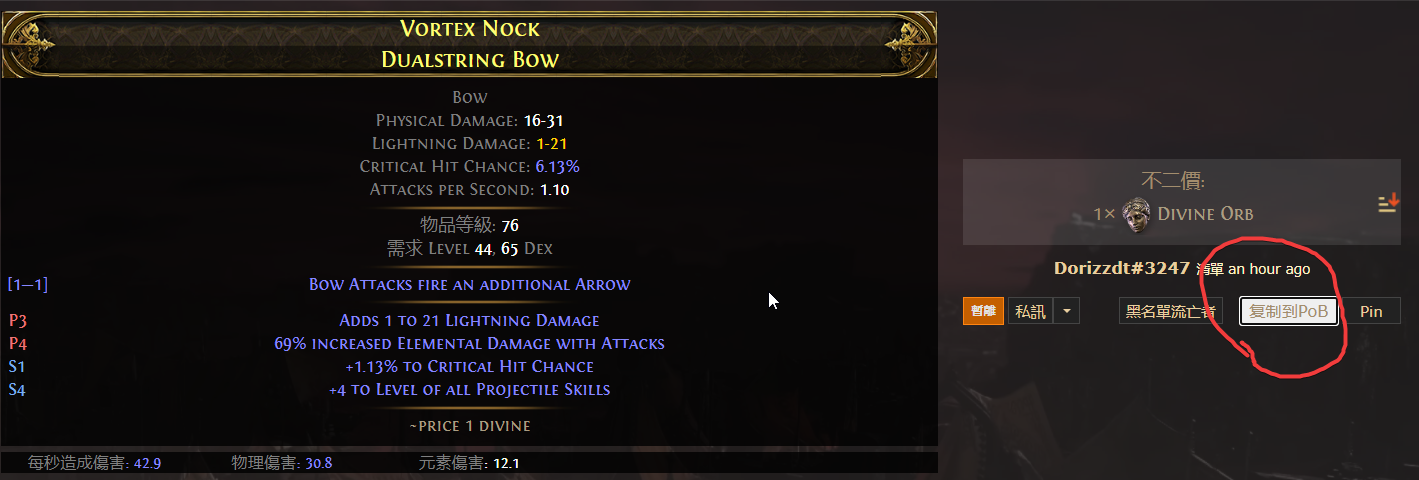 Vortex Nock
Dualstring Bow
Bow
Physical Damage: 16-31
Lightning Damage: 1-21
Critical Hit Chance: 6.13%
Attacks per Second: 1.10
物品等級: 76
需求 Level 44, 65 Dex
[1—1] Bow Attacks fire an additional Arrow
P3 Adds 1 to 21 Lightning Damage
P4 69% increased Elemental Damage with Attacks
S1 +1.13% to Critical Hit Chance
S4 +4 to Level of all Projectile Skills
~price 1 divine
每秒造成傷害: 42.9 物理傷害: 30.8 元素傷害: 12.1
不二價:
1× Divine Orb
Dorizzdt#3247 清單 an hour ago
暫離 私訊 黑名單流亡者 复制到PoB Pin